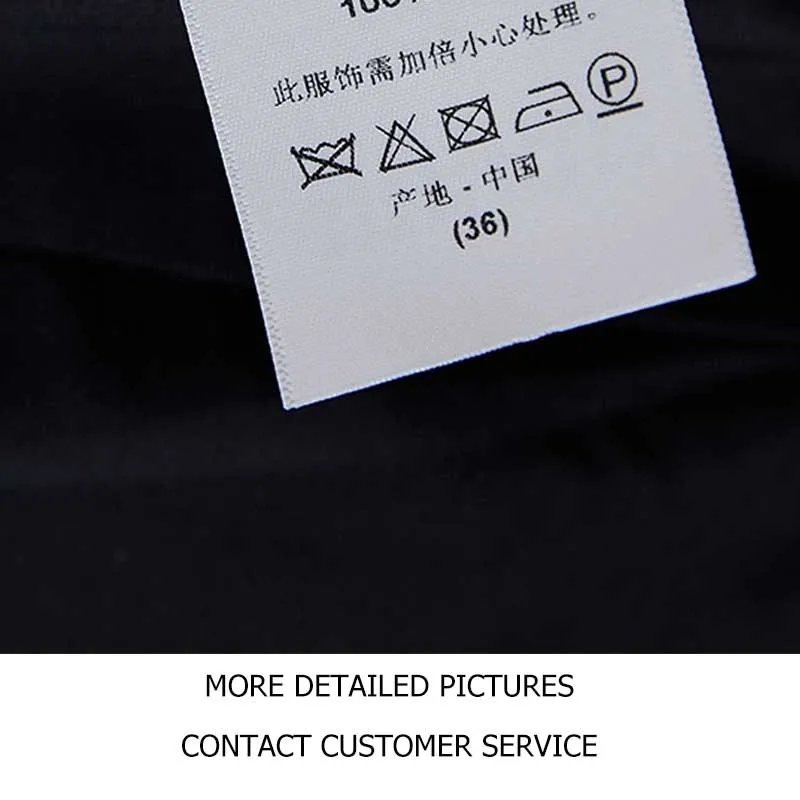 此服饰需加倍小心处理。
P
产地 - 中国
(36)
MORE DETAILED PICTURES
CONTACT CUSTOMER SERVICE